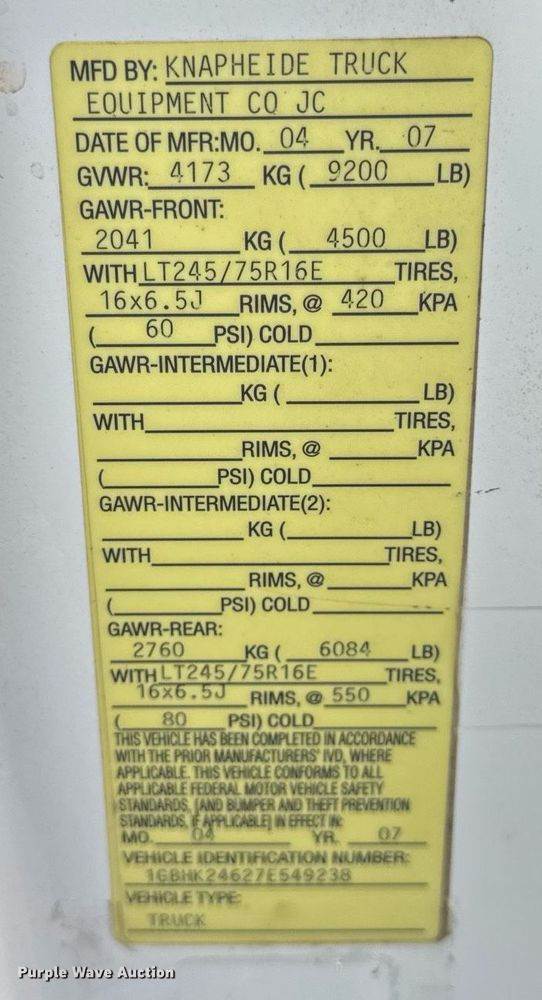 MFD BY: KNAPHEIDE TRUCK
EQUIPMENT CO JC
DATE OF MFR:MO. 04 YR. 07
GVWR: 4173 KG ( 9200 LB)
GAWR-FRONT:
2041 KG ( 4500 LB)
WITH LT245/75R16E TIRES,
16x6.5J RIMS, @ 420 KPA
( 60 PSI) COLD
GAWR-INTERMEDIATE(1):
KG ( LB)
WITH TIRES,
RIMS, @ KPA
( PSI) COLD
GAWR-INTERMEDIATE(2):
KG ( LB)
WITH TIRES,
RIMS, @ KPA
( PSI) COLD
GAWR-REAR:
2760 KG ( 6084 LB)
WITH LT245/75R16E TIRES,
16x6.5J RIMS, @ 550 KPA
( 80 PSI) COLD
THIS VEHICLE HAS BEEN COMPLETED IN ACCORDANCE
WITH THE PRIOR MANUFACTURERS' IVD, WHERE
APPLICABLE. THIS VEHICLE CONFORMS TO ALL
APPLICABLE FEDERAL MOTOR VEHICLE SAFETY
STANDARDS, [AND BUMPER AND THEFT PREVENTION
STANDARDS, IF APPLICABLE] IN EFFECT IN:
MO. 04 YR. 07
VEHICLE IDENTIFICATION NUMBER:
1GBHK24627E549238
VEHICLE TYPE:
TRUCK
Purple Wave Auction